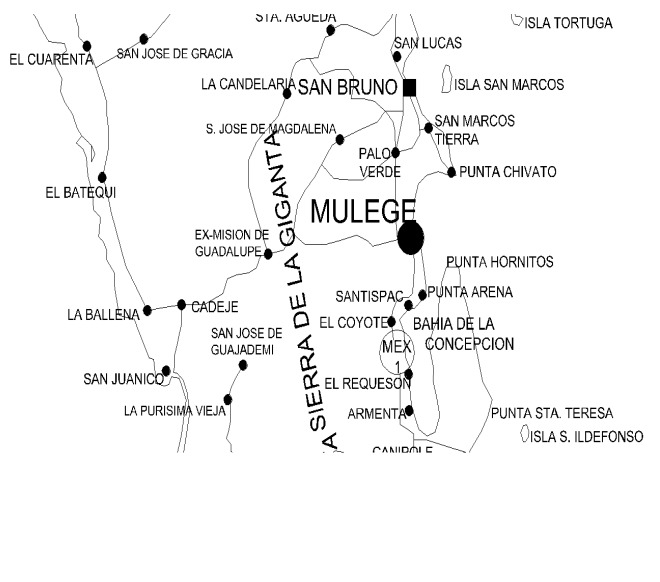 STA. AGUEDA
ISLA TORTUGA
SAN LUCAS
EL CUARENTA
SAN JOSE DE GRACIA
LA CANDELARIA
SAN BRUNO
ISLA SAN MARCOS
S. JOSE DE MAGDALENA
SAN MARCOS
TIERRA
PALO
VERDE
PUNTA CHIVATO
EL BATEQUI
MULEGE
EX-MISION DE
GUADALUPE
PUNTA HORNITOS
SANTISPAC
PUNTA ARENA
LA BALLENA
CADEJE
EL COYOTE
BAHIA DE LA
CONCEPCION
SAN JOSE DE
GUAJADEMI
MEX
1
SAN JUANICO
EL REQUESON
LA PURISIMA VIEJA
ARMENTA
PUNTA STA. TERESA
ISLA S. ILDEFONSO
CANIPOLE
A SIERRA DE LA GIGANTA